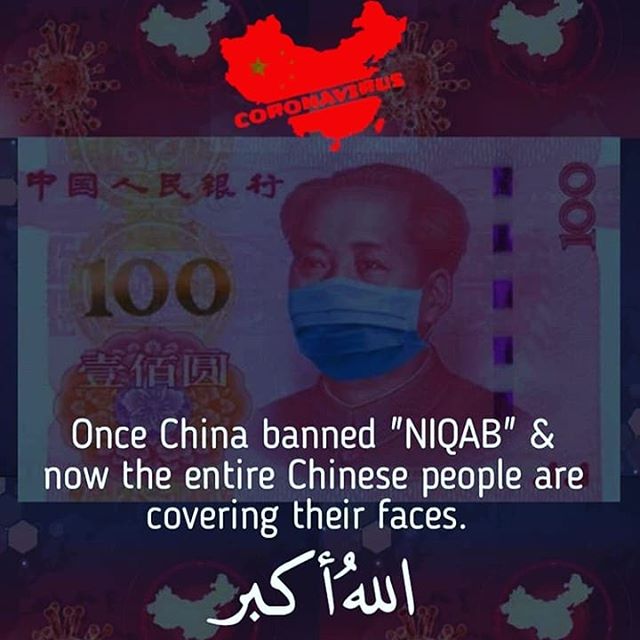 CORONAVIRUS
中国人民银行
100
100
壹佰圆
Once China banned "NIQAB" &
now the entire Chinese people are
covering their faces.
اللهُ أكبر